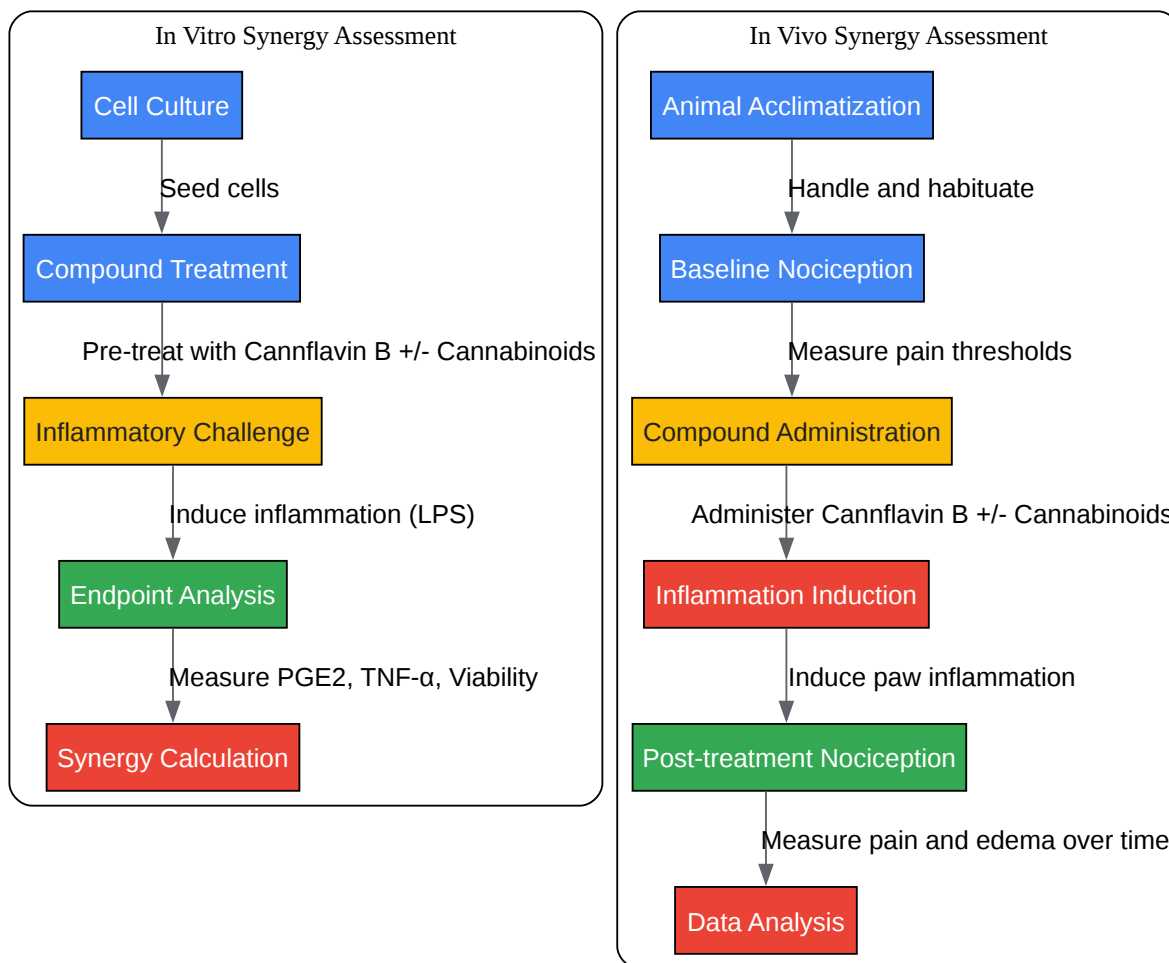 In Vitro Synergy Assessment
Cell Culture
Seed cells
Compound Treatment
Pre-treat with Cannflavin B +/- Cannabinoids
Inflammatory Challenge
Induce inflammation (LPS)
Endpoint Analysis
Measure PGE2, TNF-α, Viability
Synergy Calculation
In Vivo Synergy Assessment
Animal Acclimatization
Handle and habituate
Baseline Nociception
Measure pain thresholds
Compound Administration
Administer Cannflavin B +/- Cannabinoids
Inflammation Induction
Induce paw inflammation
Post-treatment Nociception
Measure pain and edema over time
Data Analysis